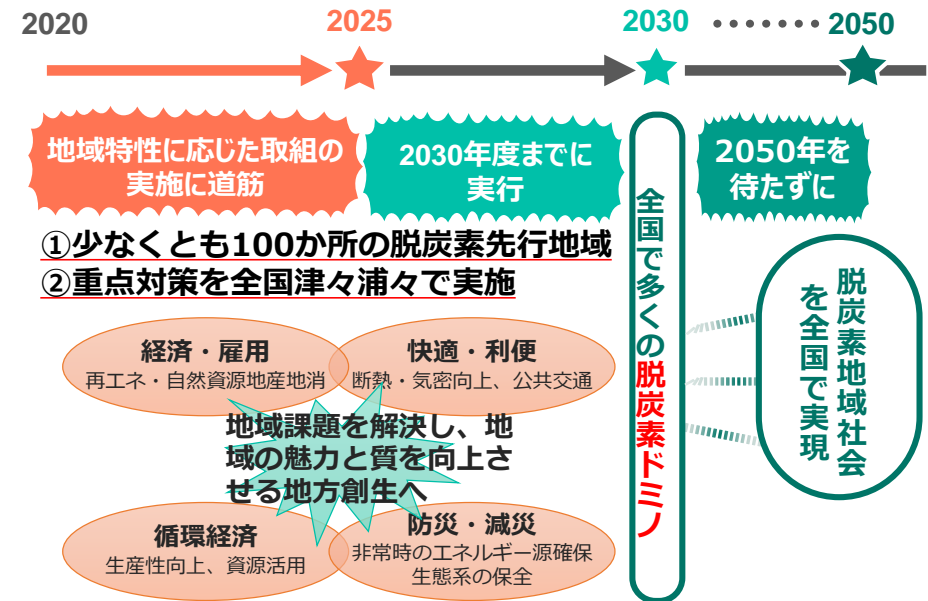 2020
2025
2030
2050
地域特性に応じた取組の
実施に道筋
2030年度までに
実行
2050年を
待たずに
①少なくとも100か所の脱炭素先行地域
②重点対策を全国津々浦々で実施
経済・雇用
再エネ・自然資源地産地消
快適・利便
断熱・気密向上、公共交通
地域課題を解決し、地
域の魅力と質を向上さ
せる地方創生へ
循環経済
生産性向上、資源活用
防災・減災
非常時のエネルギー源確保
生態系の保全
全国で多くの脱炭素ドミノ
脱炭素地域社会
を全国で実現